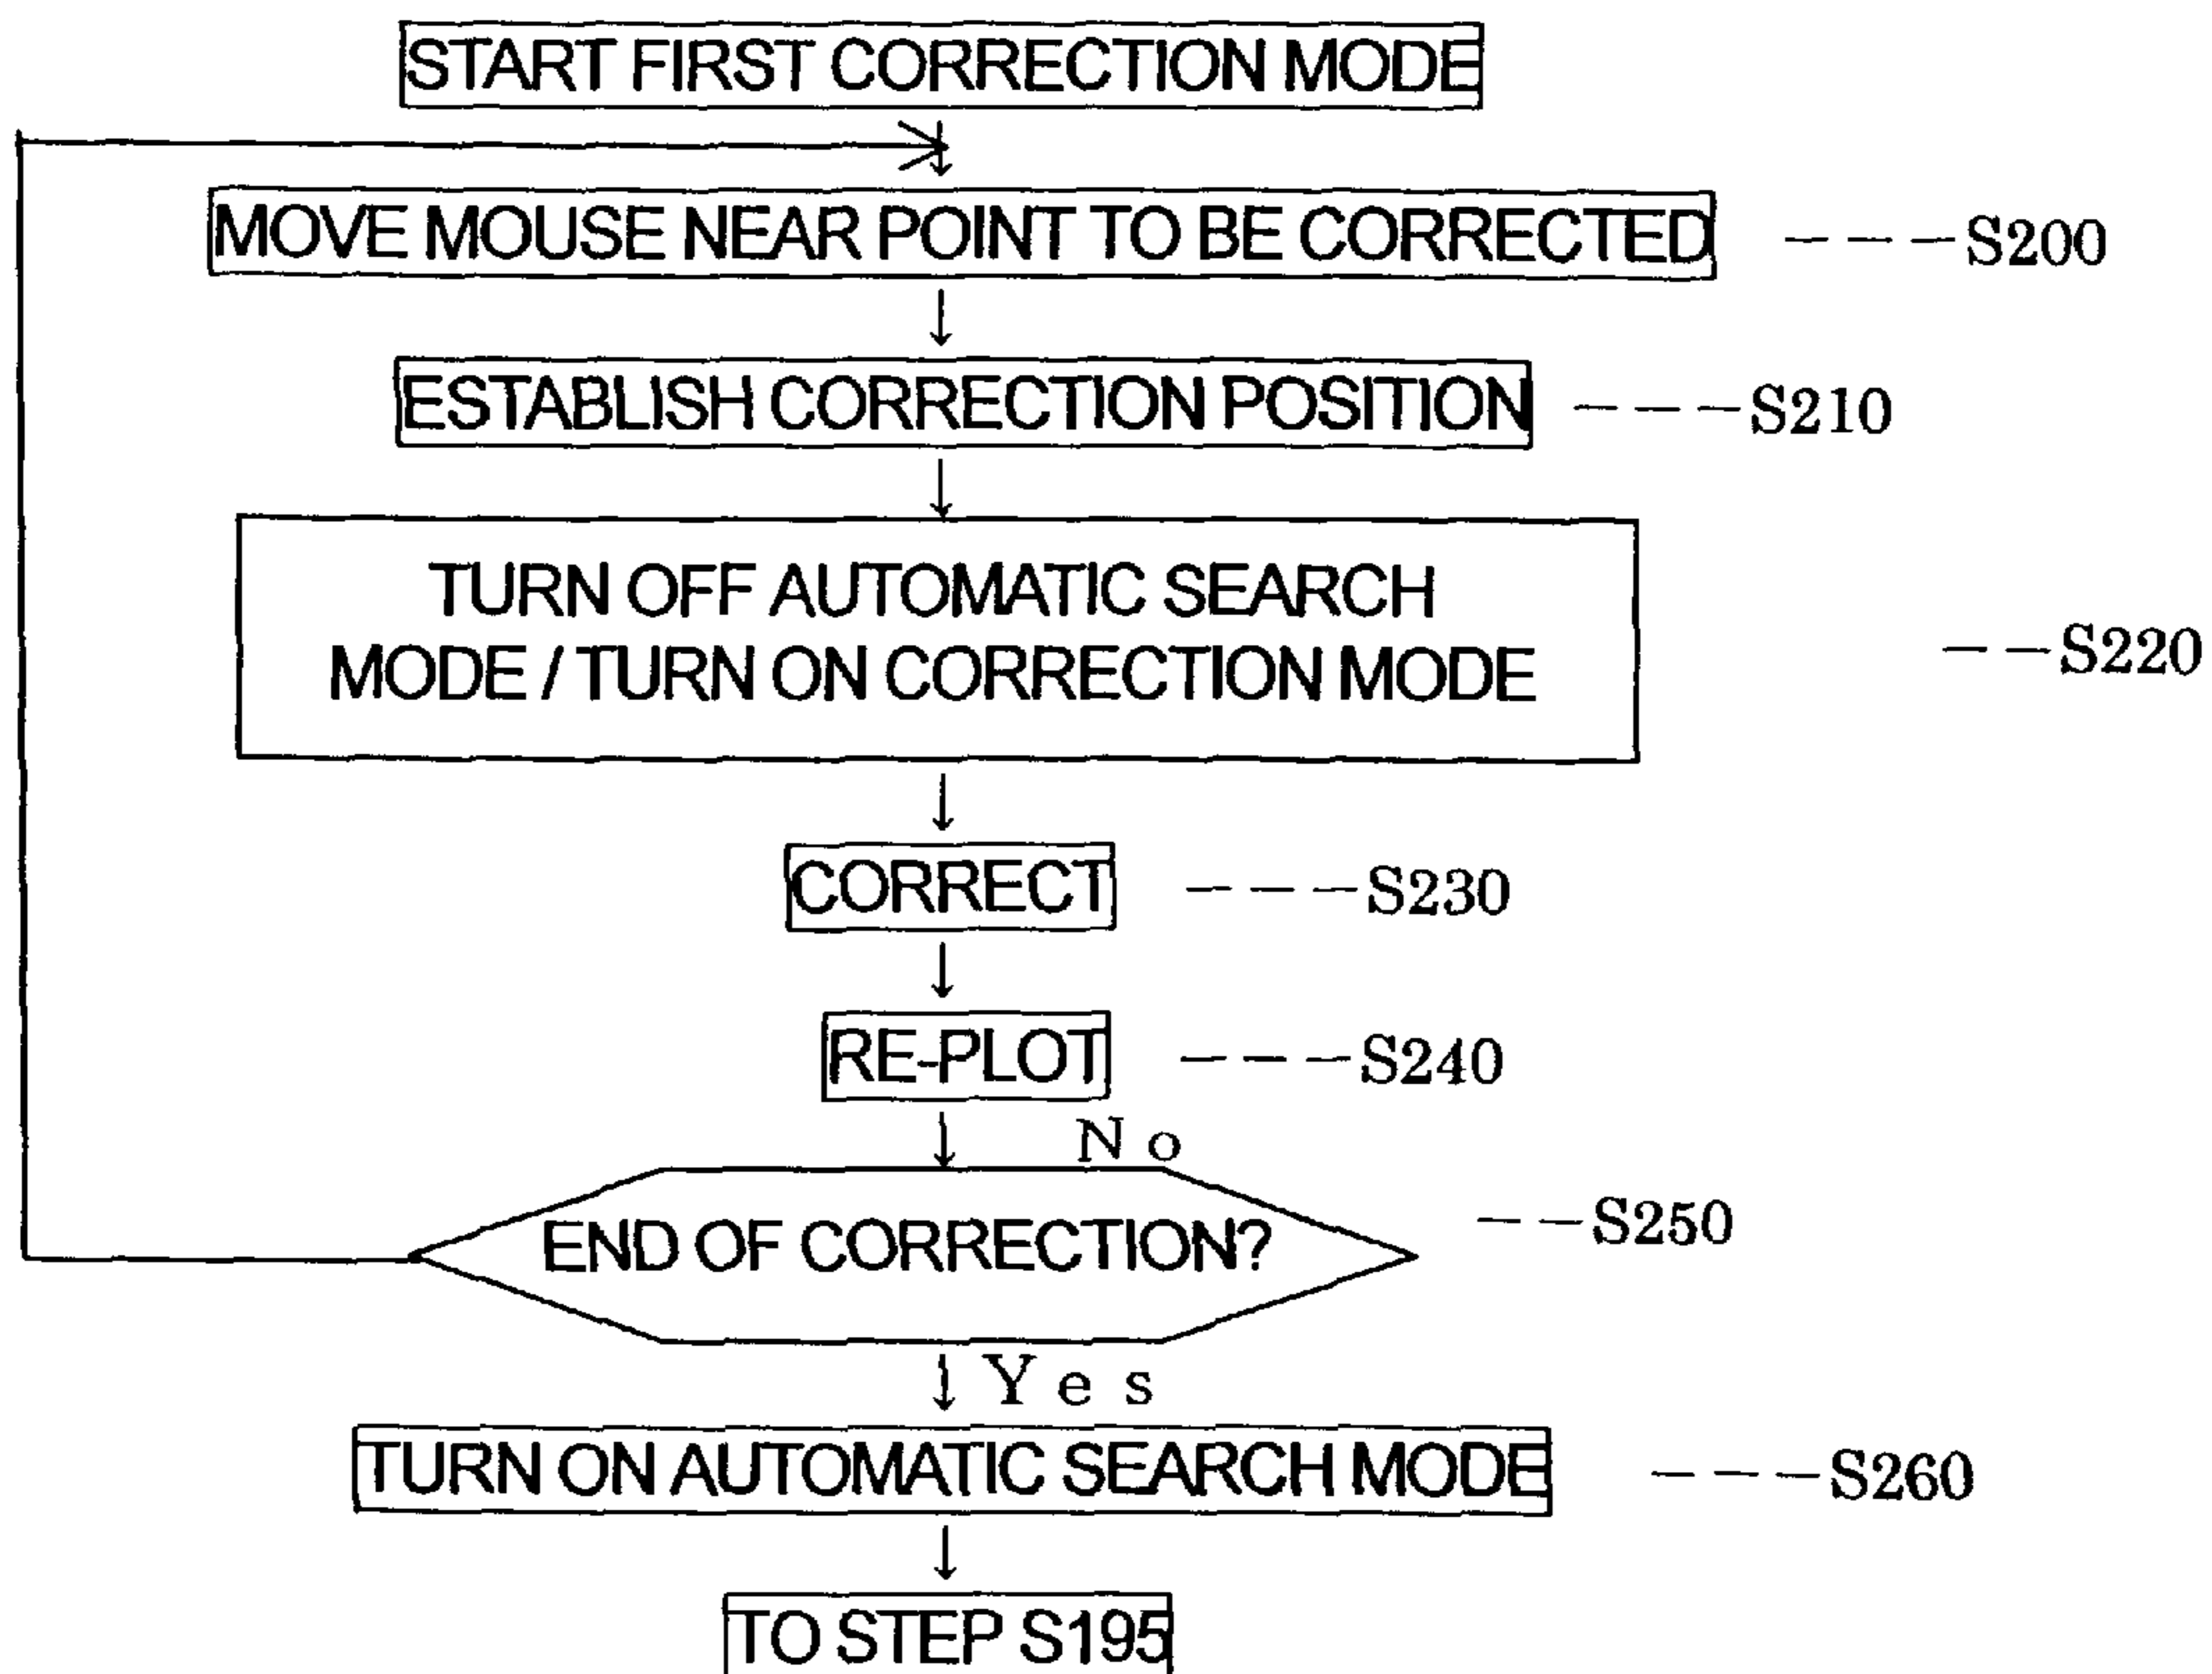 START FIRST CORRECTION MODE
MOVE MOUSE NEAR POINT TO BE CORRECTED
---S200
ESTABLISH CORRECTION POSITION
---S210
TURN OFF AUTOMATIC SEARCH
MODE / TURN ON CORRECTION MODE
--S220
CORRECT
---S230
RE-PLOT
---S240
No
END OF CORRECTION?
--S250
Yes
TURN ON AUTOMATIC SEARCH MODE
---S260
TO STEP S195